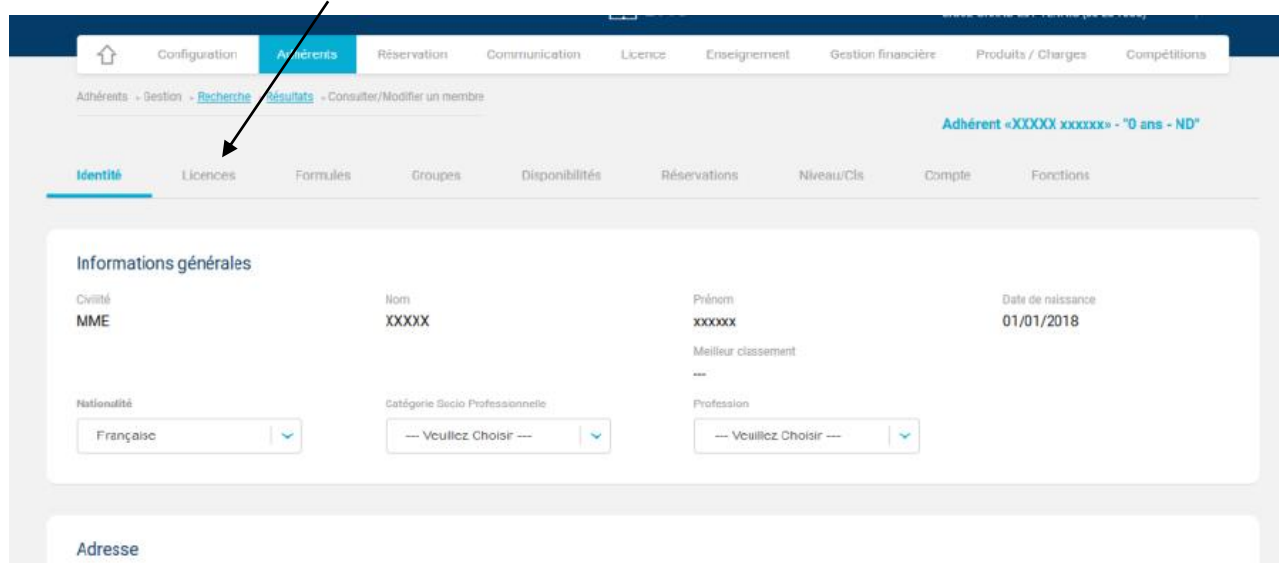 Configuration Adhérents Réservation Communication Licence Enseignement Gestion financière Produits / Charges Compétitions
Adhérents Gestion Recherche Résultats Consulter/Modifier un membre
Adhérent «XXXXX xxxxxx» - "0 ans - ND"
Identité Licences Formules Groupes Disponibilités Réservations Niveau/Cls Compte Fonctions
Informations générales
Civilité Nom Prénom Date de naissance
MME XXXXX xxxxxx 01/01/2018
Meilleur classement
---
Nationalité Catégorie Socio Professionnelle Profession
Française --- Veuillez Choisir --- --- Veuillez Choisir ---
Adresse